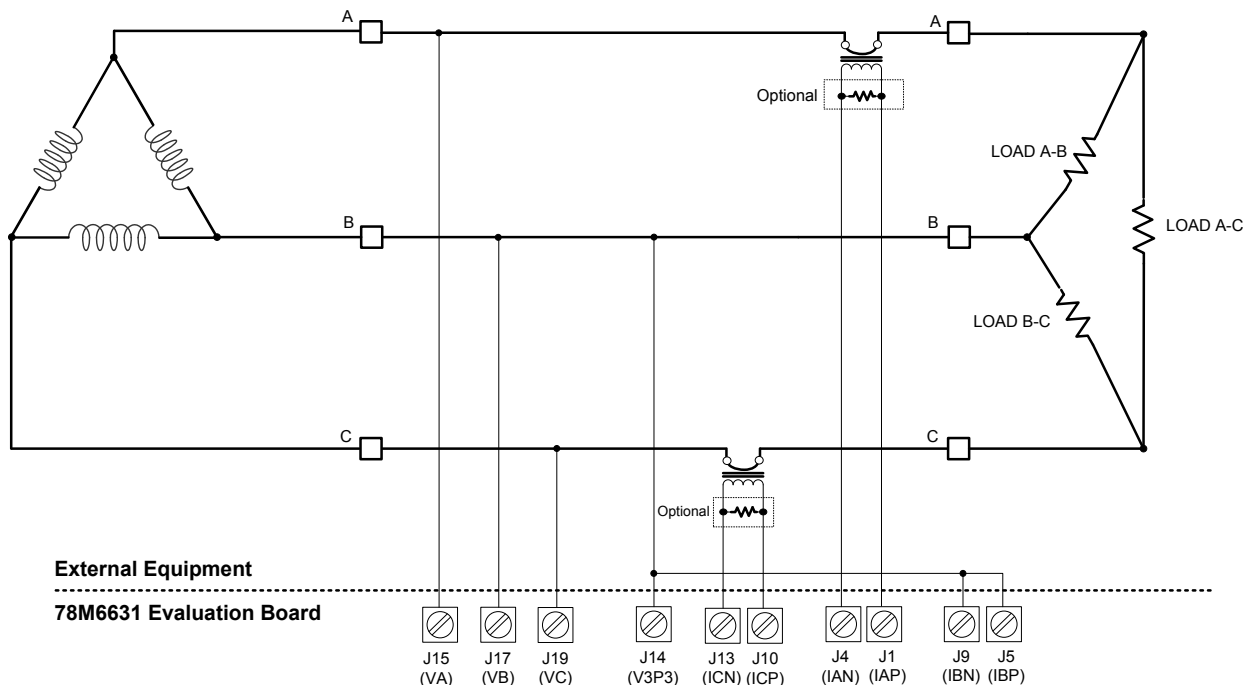 A
A
Optional
LOAD A-B
LOAD A-C
B
B
LOAD B-C
C
C
Optional
External Equipment
78M6631 Evaluation Board
J15
(VA)
J17
(VB)
J19
(VC)
J14
(V3P3)
J13
(ICN)
J10
(ICP)
J4
(IAN)
J1
(IAP)
J9
(IBN)
J5
(IBP)